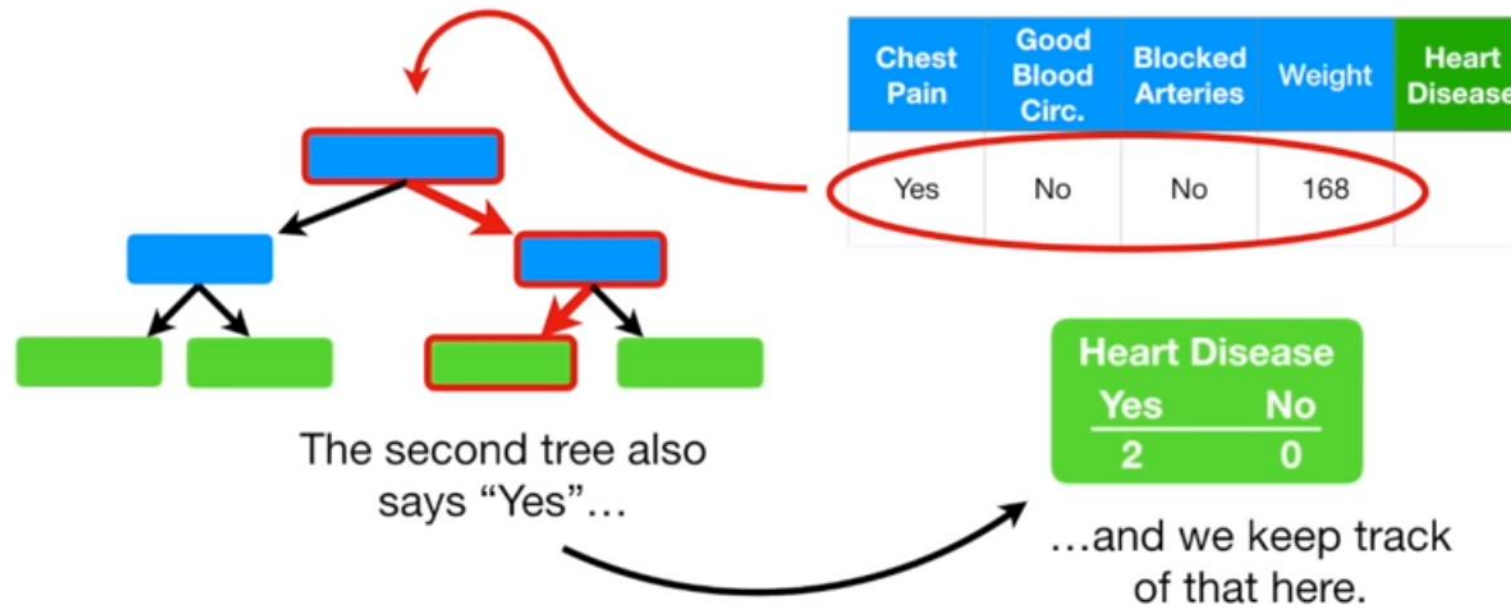 Chest Pain
Good Blood Circ.
Blocked Arteries
Weight
Heart Disease
Yes No No 168
Heart Disease
Yes No
2 0
The second tree also
says “Yes”…
…and we keep track
of that here.